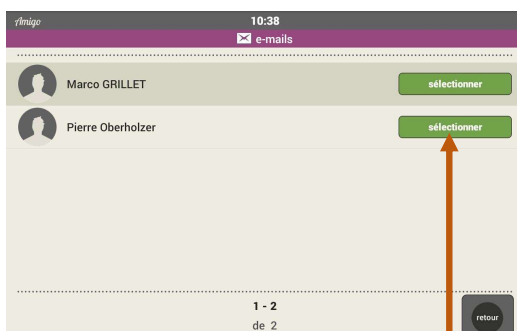 Amigo 10:38
e-mails
Marco GRILLET sélectionner
Pierre Oberholzer sélectionner
1 - 2
de 2
retour